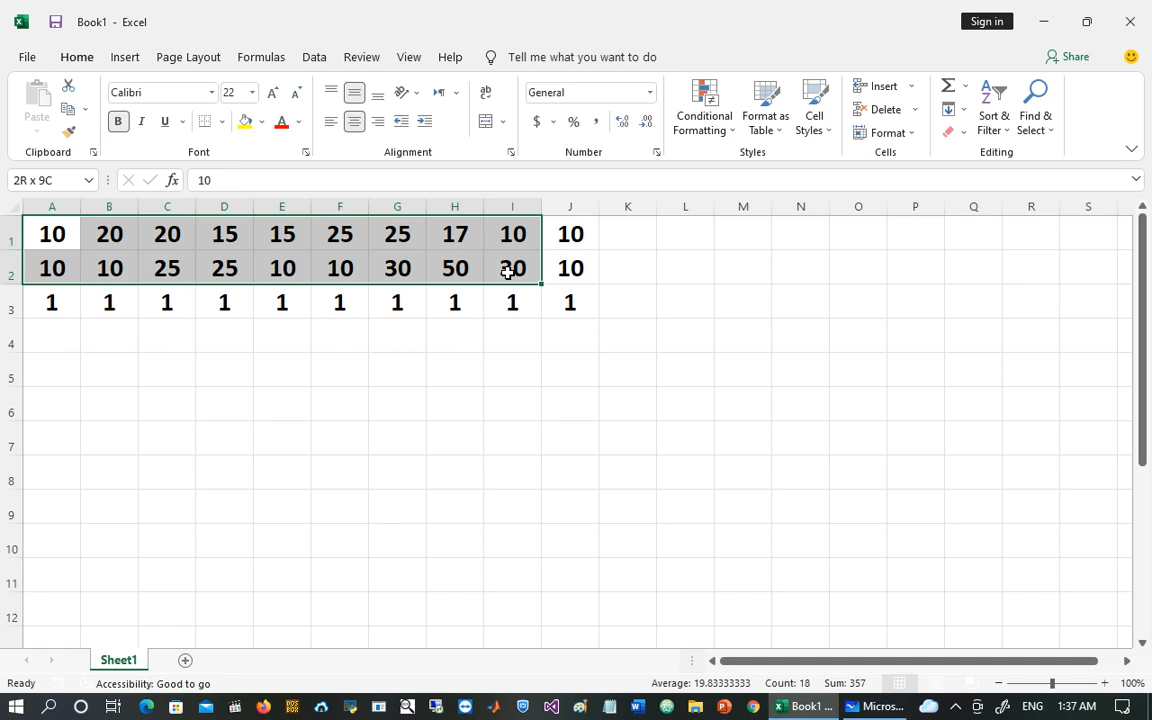 Book1 - Excel
Sign in
File Home Insert Page Layout Formulas Data Review View Help Tell me what you want to do Share
Paste
Calibri 22
General
Conditional Formatting
Format as Table
Cell Styles
Insert
Delete
Format
Sort & Filter
Find & Select
Clipboard Font Alignment Number Styles Cells Editing
2R x 9C fx 10
A B C D E F G H I J K L M N O P Q R S
1 10 20 20 15 15 25 25 17 10 10
2 10 10 25 25 10 10 30 50 30 10
3 1 1 1 1 1 1 1 1 1 1
4
5
6
7
8
9
10
11
12
Sheet1
Ready Accessibility: Good to go Average: 19.83333333 Count: 18 Sum: 357 100%
Book1 ... Micros... ENG 1:37 AM